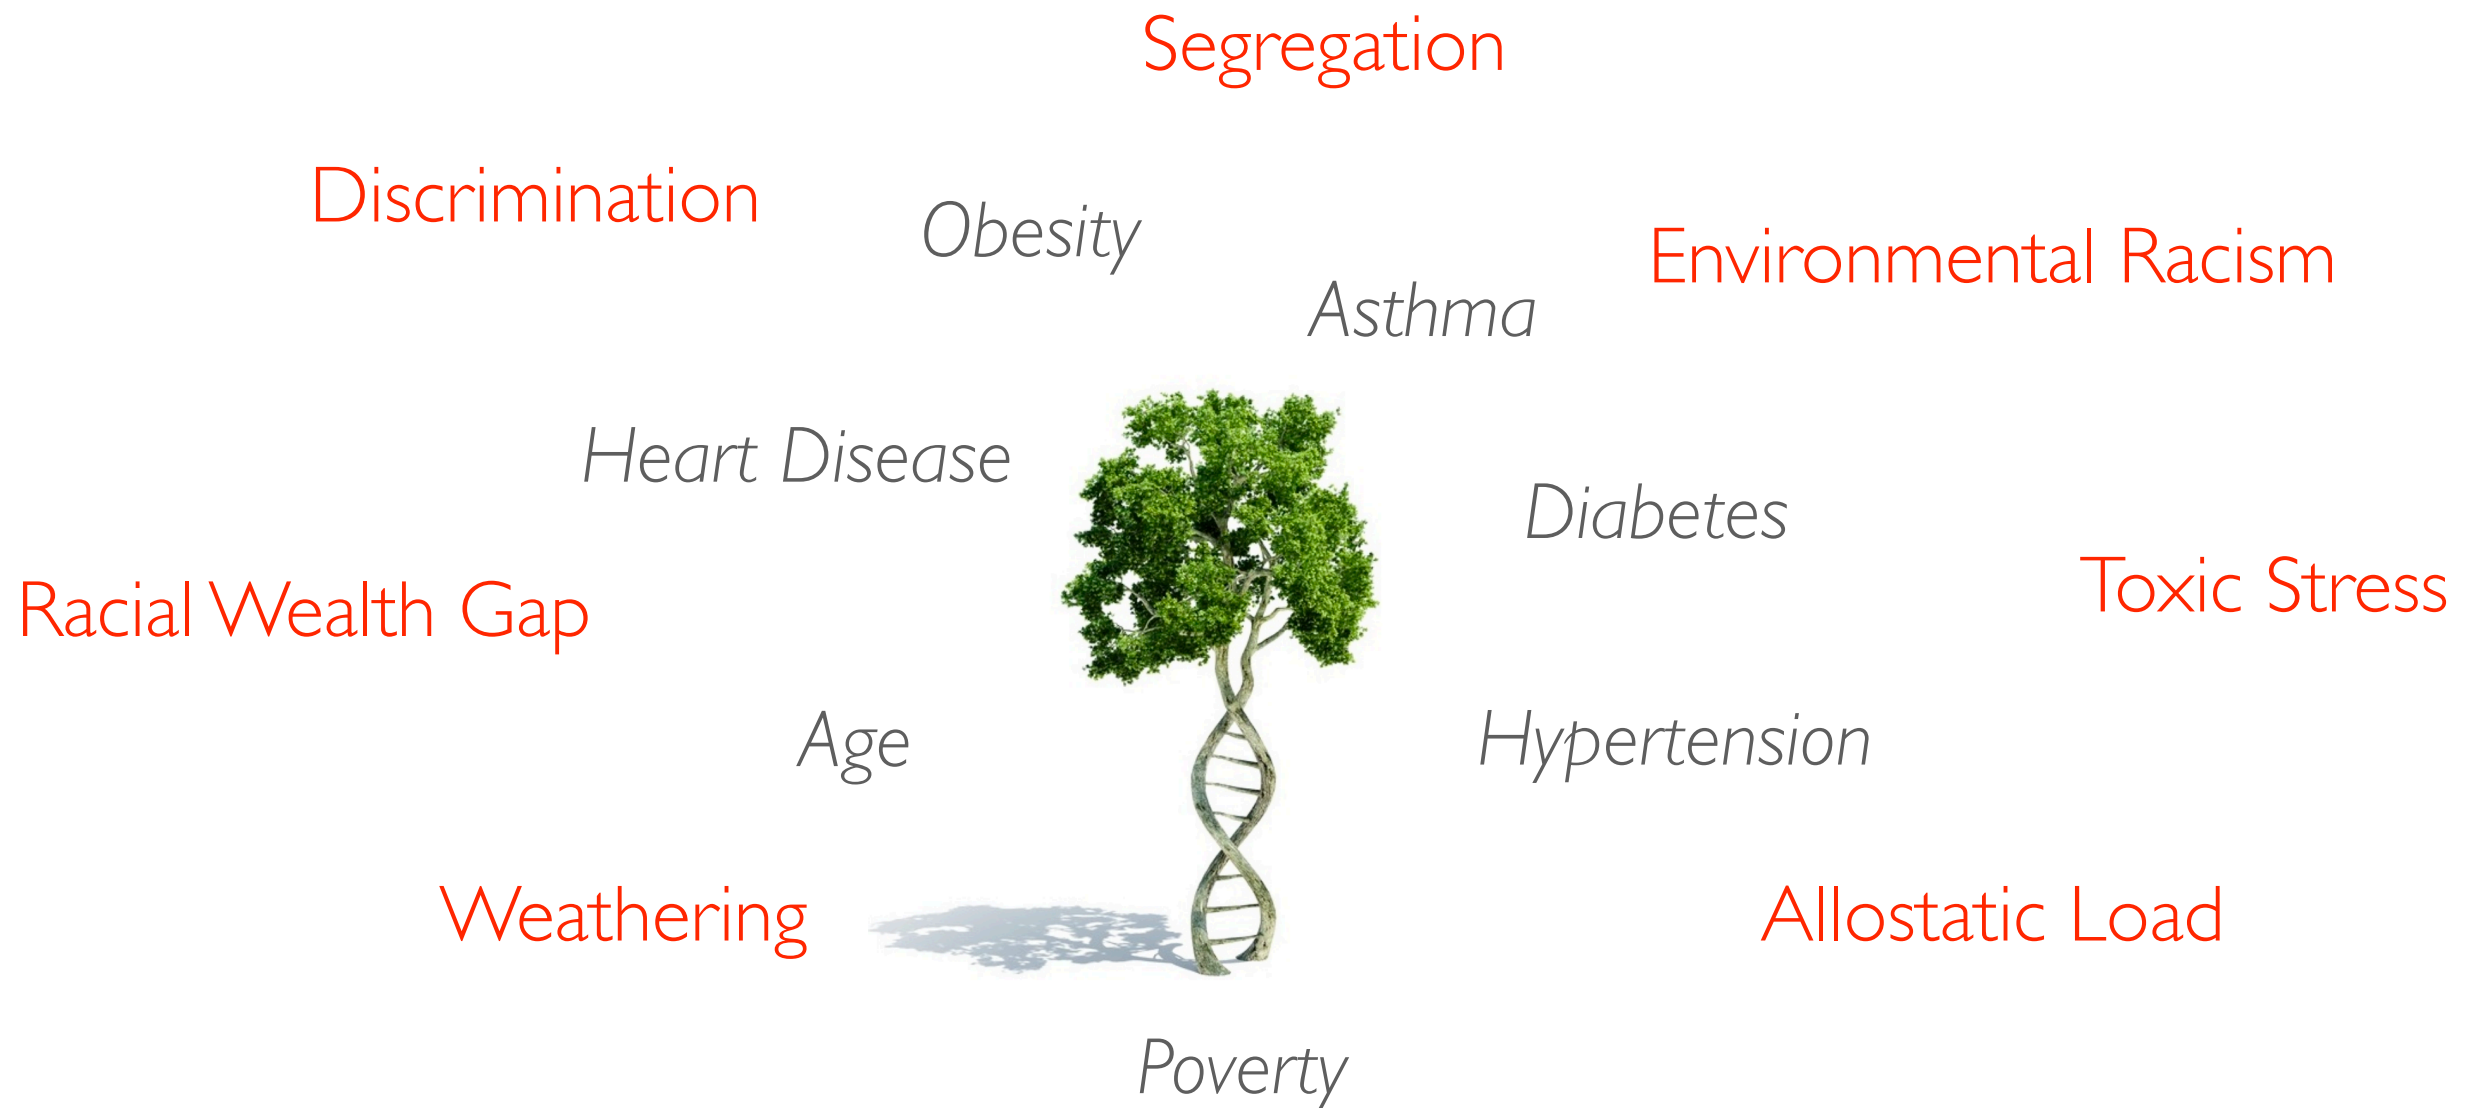 Segregation
Discrimination
Obesity
Environmental Racism
Asthma
Heart Disease
Diabetes
Racial Wealth Gap
Toxic Stress
Age
Hypertension
Weathering
Allostatic Load
Poverty